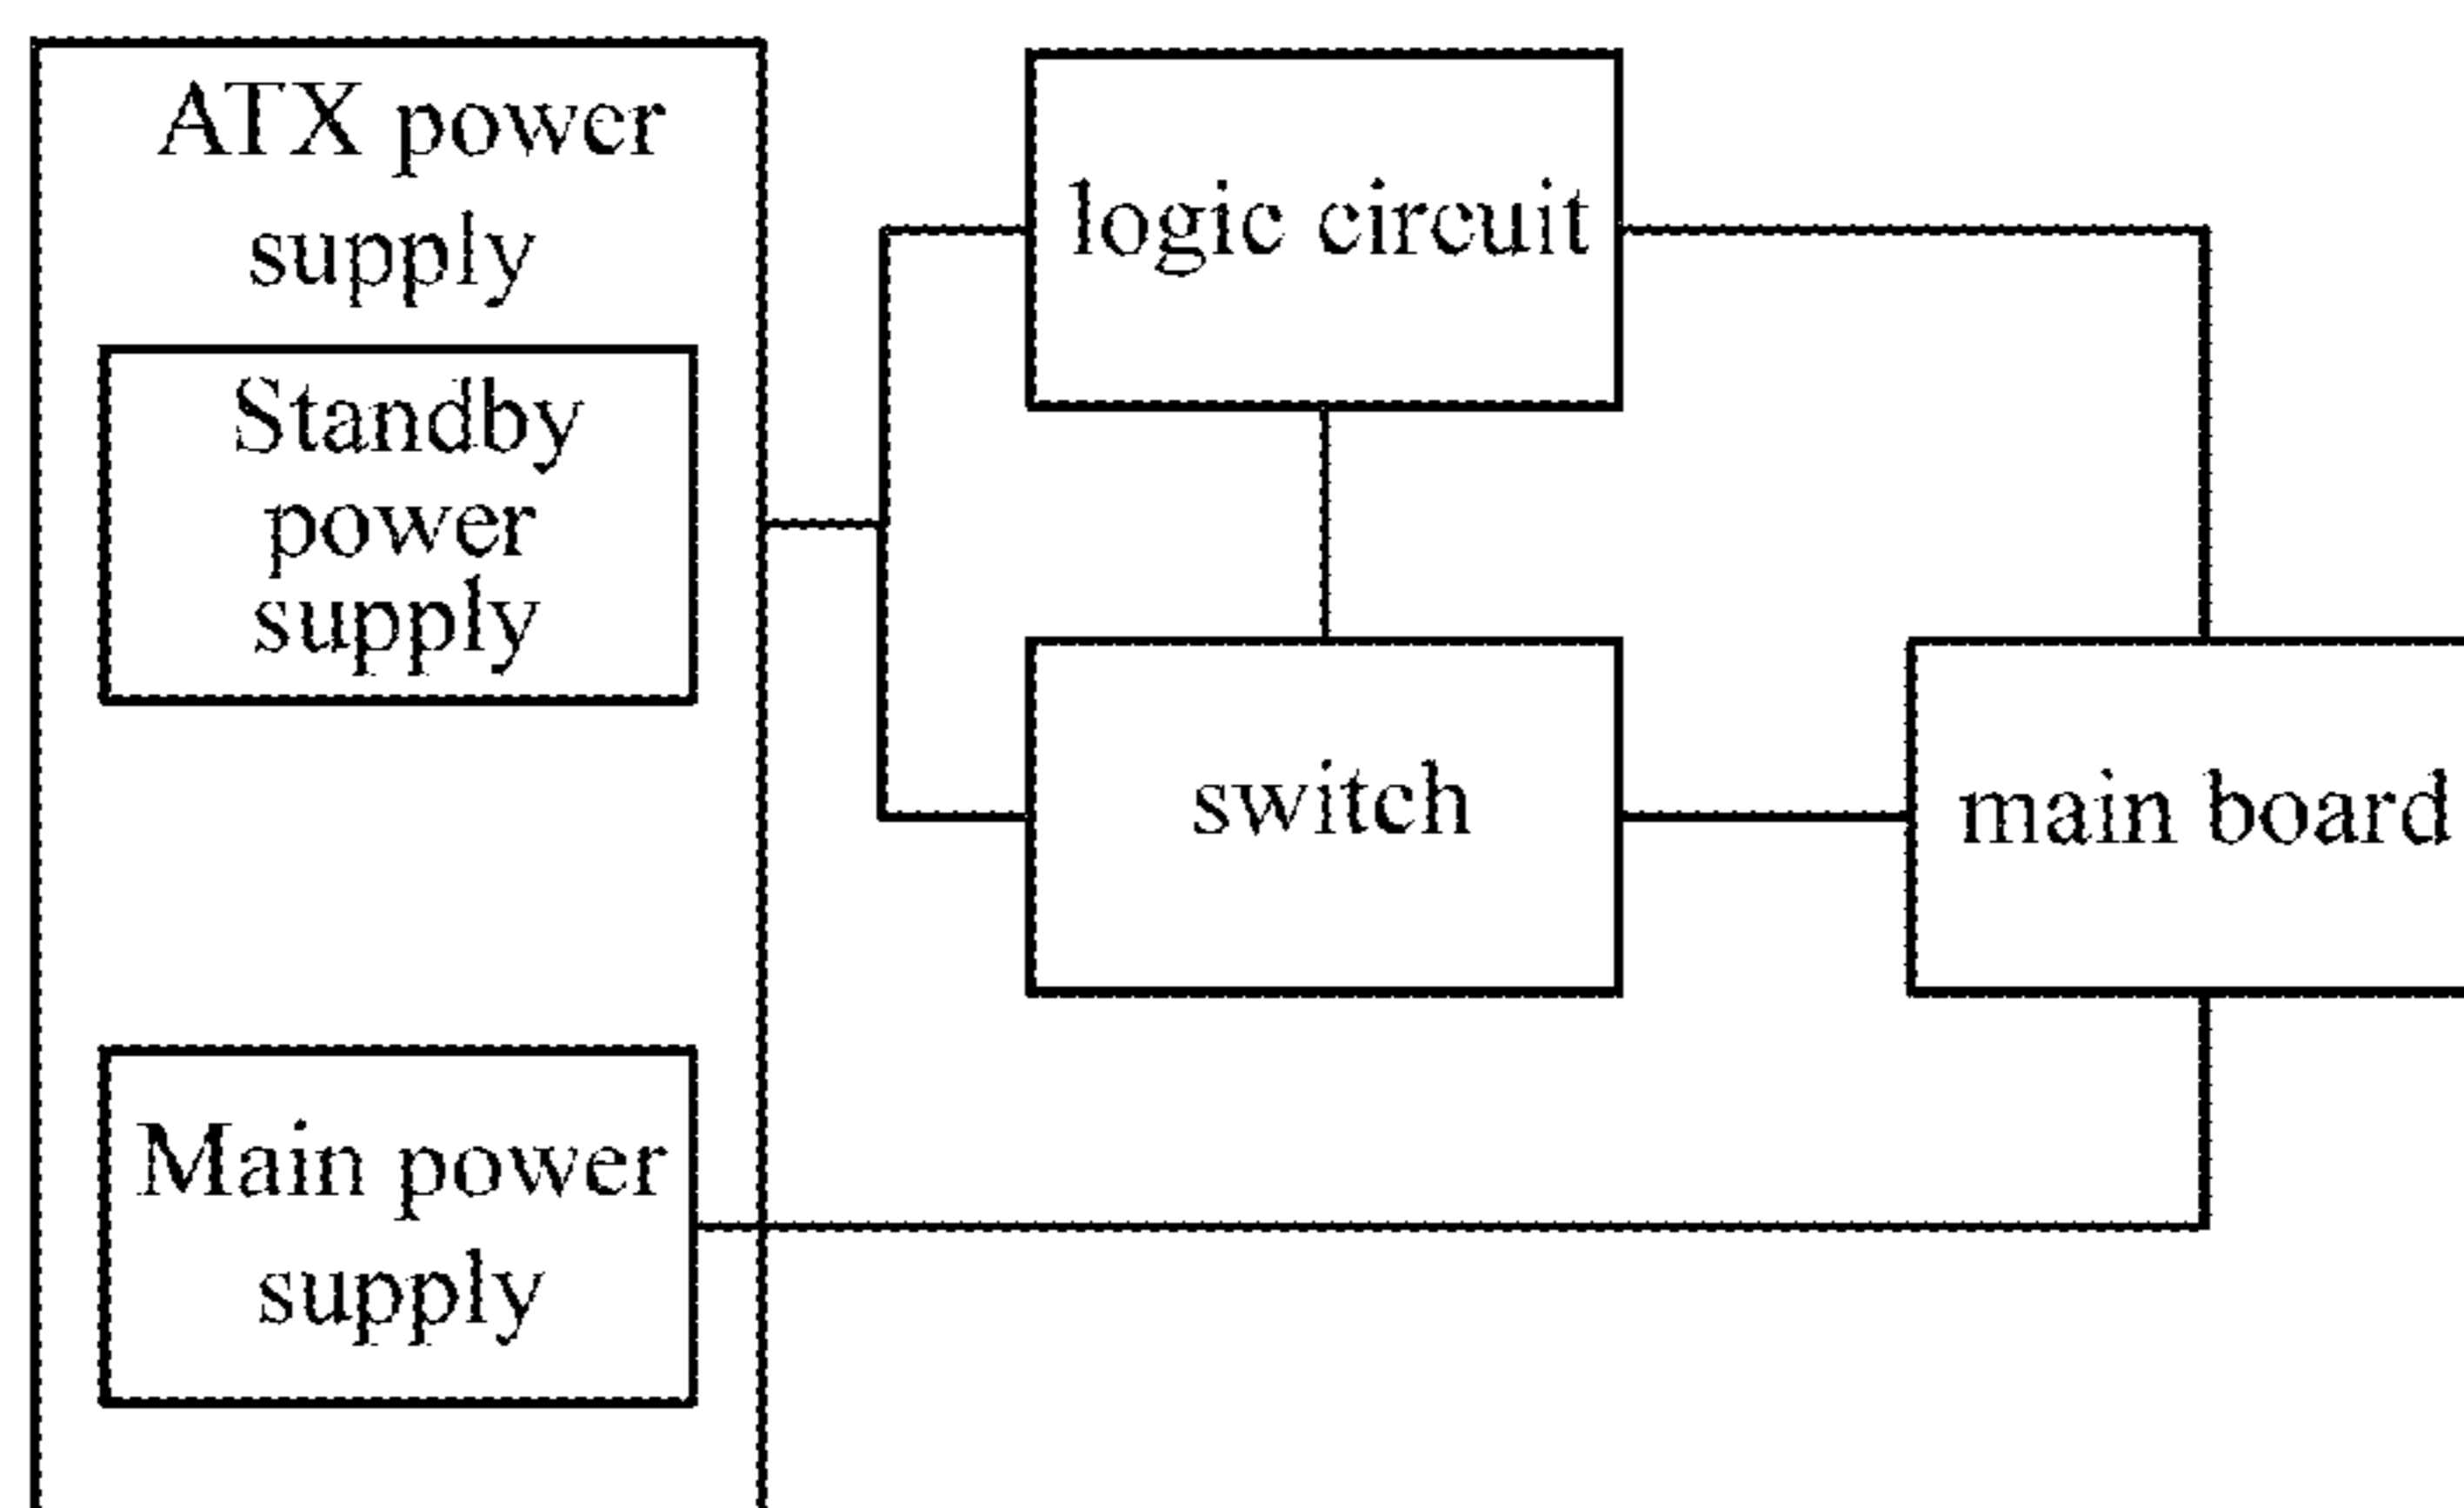 ATX power
supply
Standby
power
supply
Main power
supply
logic circuit
switch
main board